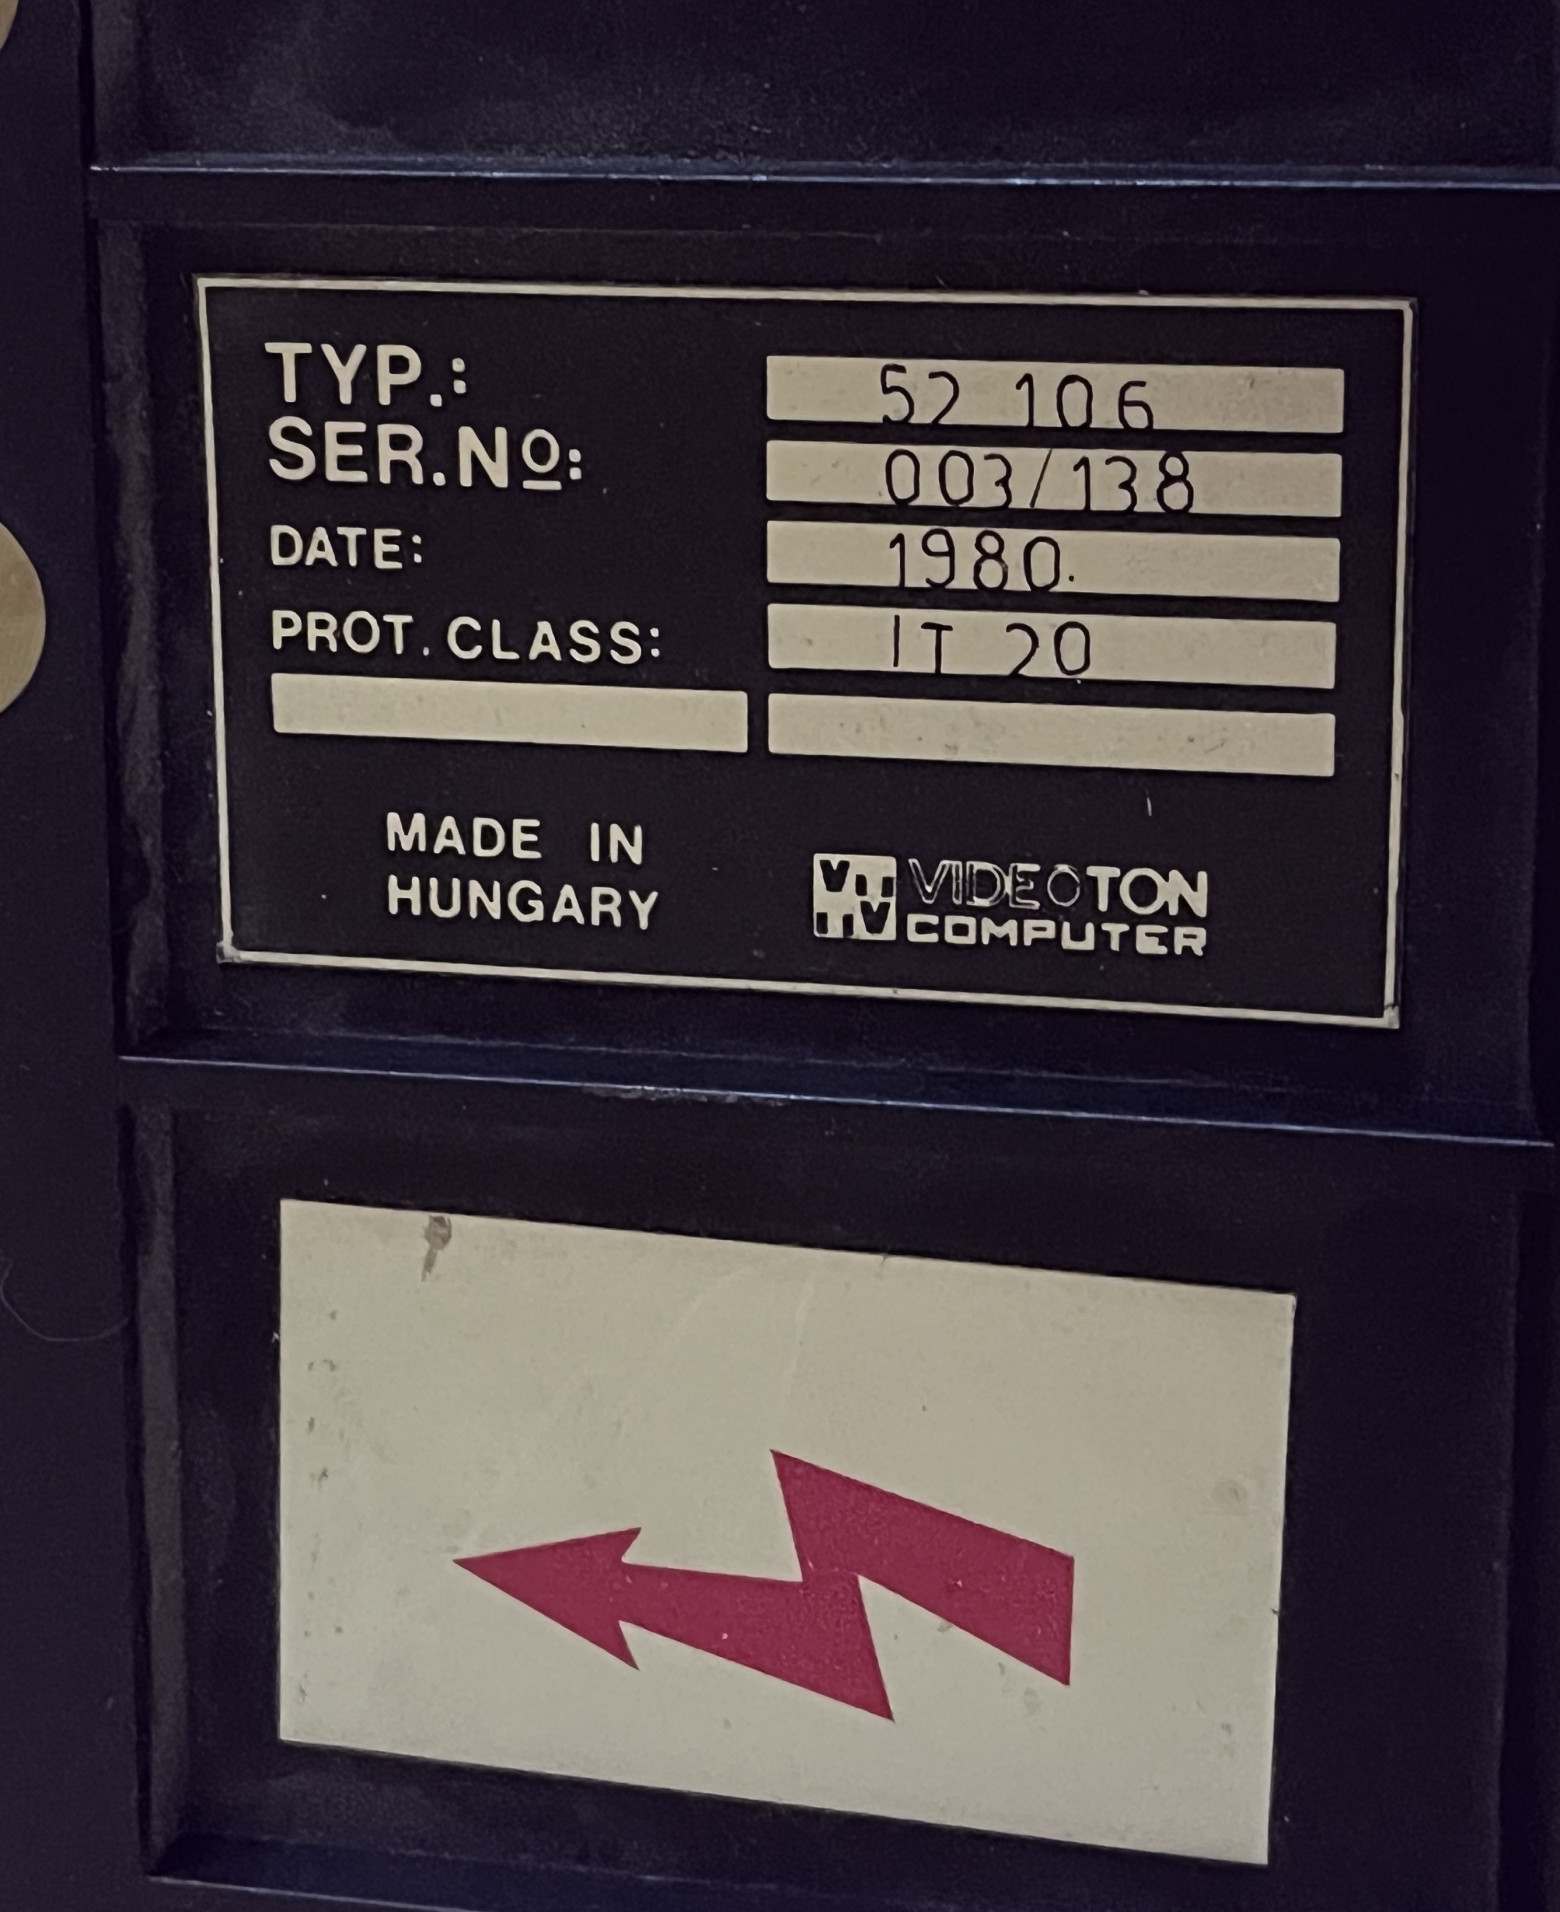 TYP.: 52 106
SER.Nº: 003/138
DATE: 1980.
PROT. CLASS: IT 20
MADE IN
HUNGARY
VIDEOTON
COMPUTER